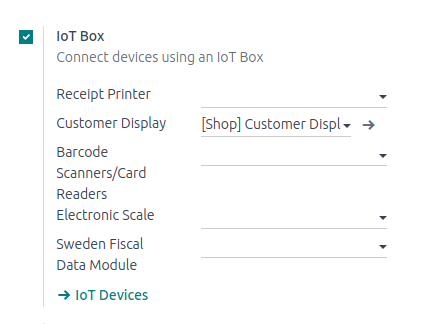 IoT Box
Connect devices using an IoT Box
Receipt Printer
Customer Display [Shop] Customer Displ
Barcode
Scanners/Card
Readers
Electronic Scale
Sweden Fiscal
Data Module
→ IoT Devices